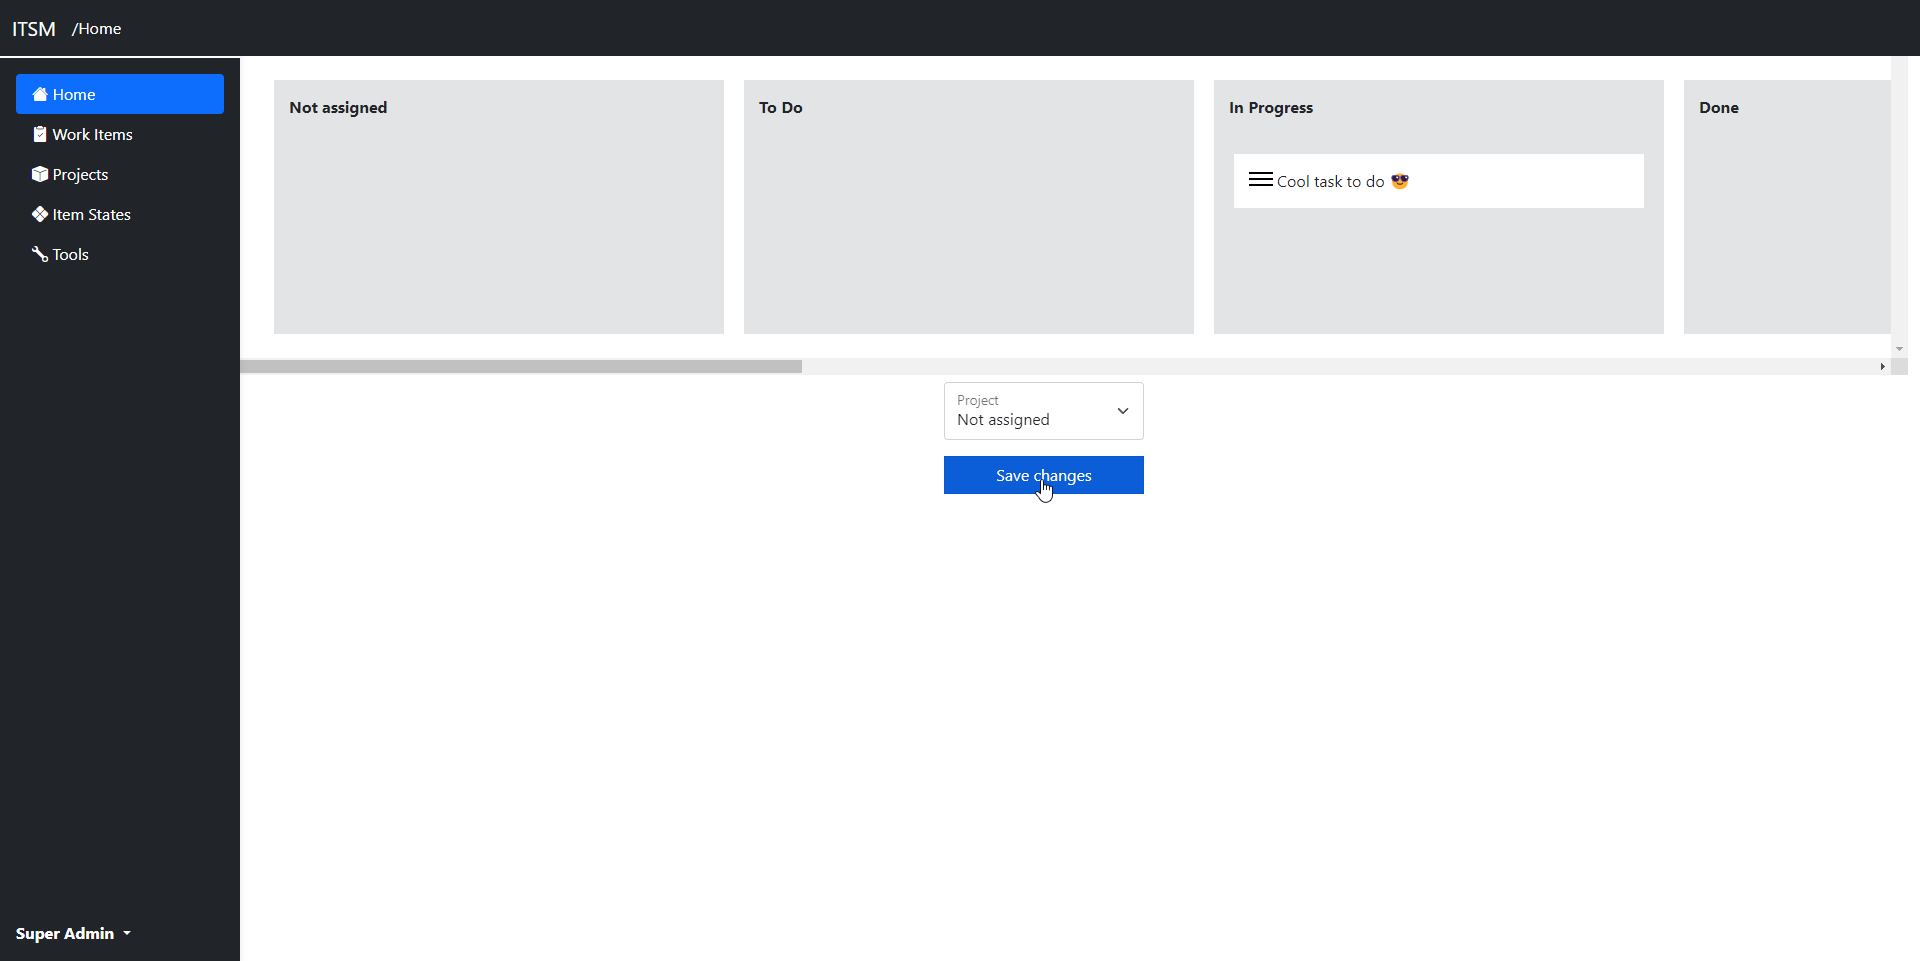 ITSM /Home
Home
Work Items
Projects
Item States
Tools
Super Admin
Not assigned
To Do
In Progress
Cool task to do 😎
Done
Project
Not assigned
Save changes